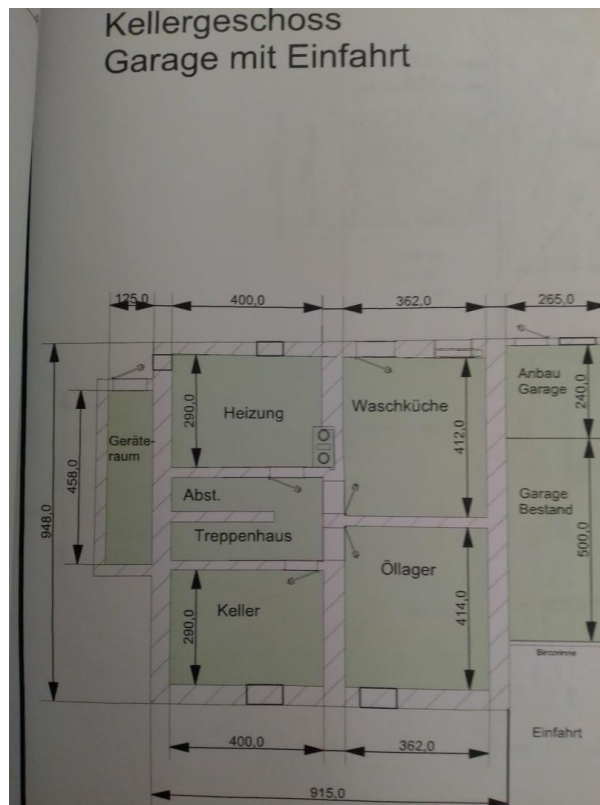 Kellergeschoss
Garage mit Einfahrt
125,0
400,0
362,0
265,0
290,0
Heizung
Waschküche
Anbau
Garage
240,0
Geräte-
raum
458,0
948,0
412,0
Abst.
Treppenhaus
Garage
Bestand
500,0
Keller
290,0
Öllager
414,0
Einfahrt
400,0
362,0
915,0